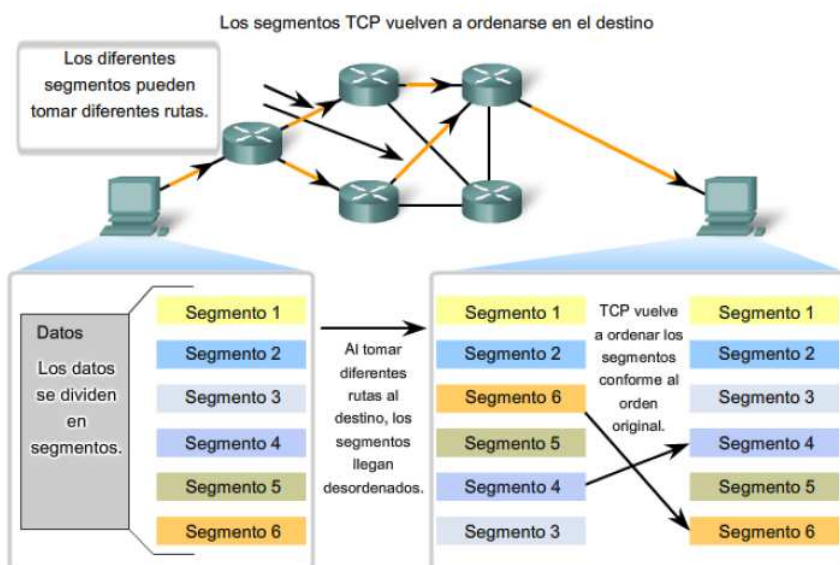 Los segmentos TCP vuelven a ordenarse en el destino
Los diferentes
segmentos pueden
tomar diferentes rutas.
Datos
Los datos
se dividen
en
segmentos.
Segmento 1
Segmento 2
Segmento 3
Segmento 4
Segmento 5
Segmento 6
Al tomar
diferentes
rutas al
destino, los
segmentos
llegan
desordenados.
Segmento 1
Segmento 2
Segmento 6
Segmento 5
Segmento 4
Segmento 3
TCP vuelve
a ordenar los
segmentos
conforme al
orden
original.
Segmento 1
Segmento 2
Segmento 3
Segmento 4
Segmento 5
Segmento 6